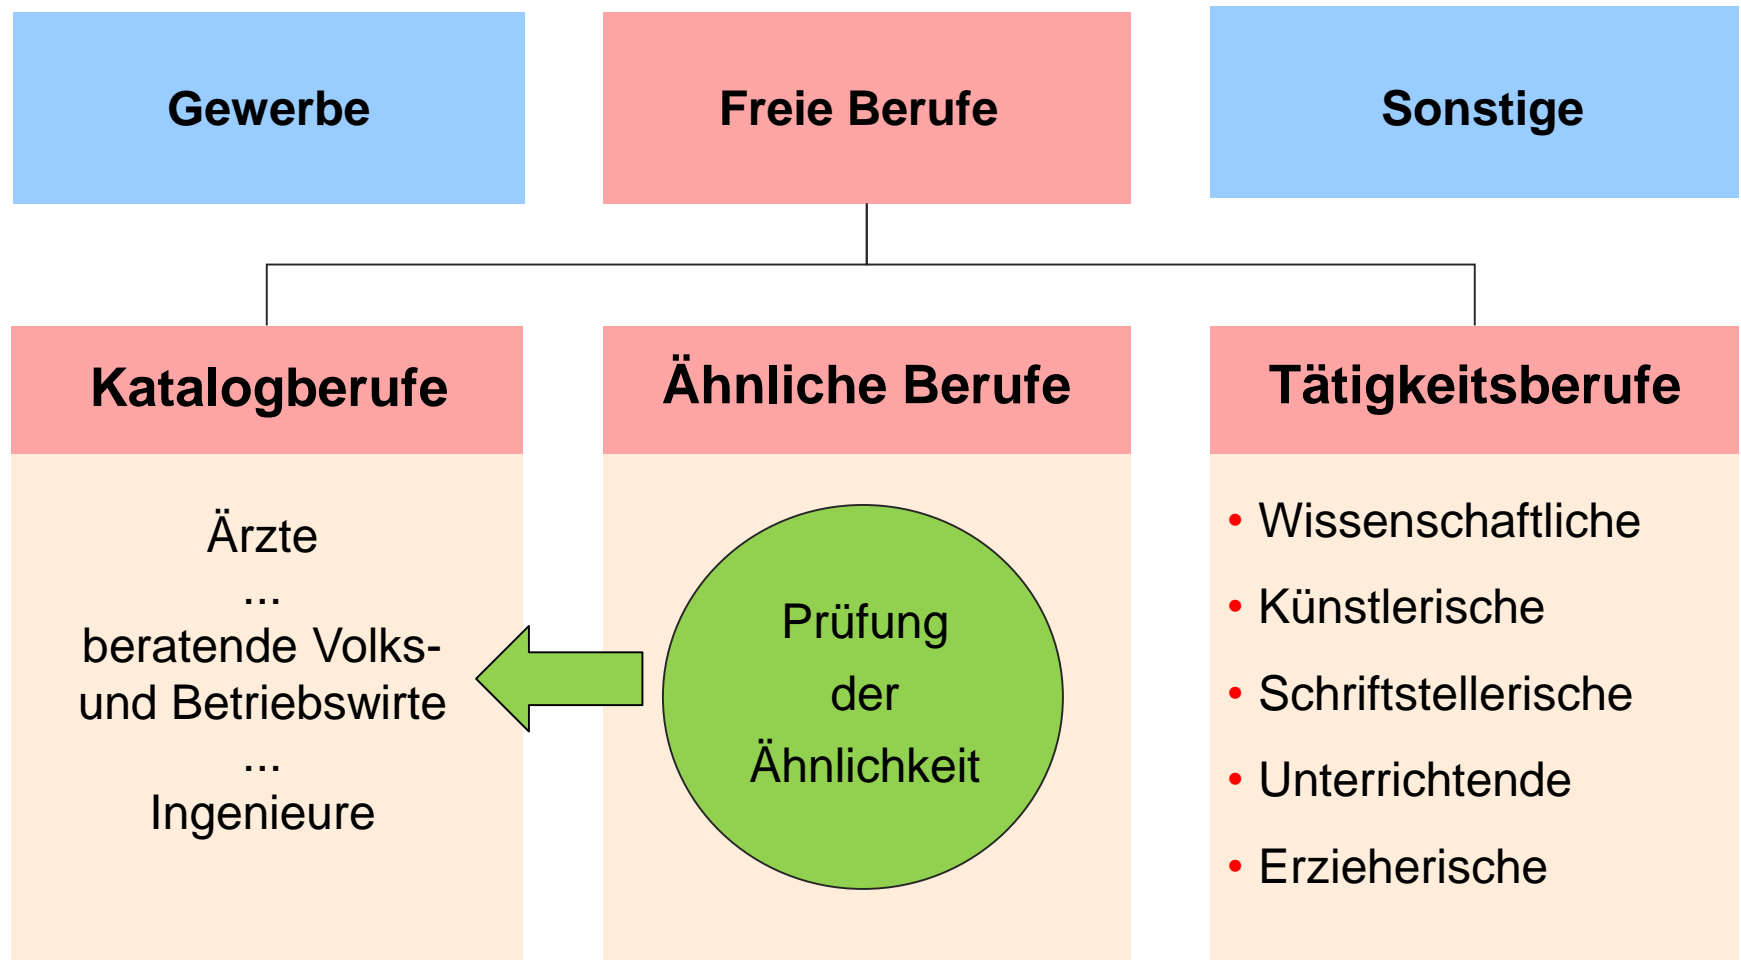 Gewerbe
Freie Berufe
Sonstige
Katalogberufe
Ärzte
...
beratende Volks-
und Betriebswirte
...
Ingenieure
Ähnliche Berufe
Prüfung
der
Ähnlichkeit
Tätigkeitsberufe
• Wissenschaftliche
• Künstlerische
• Schriftstellerische
• Unterrichtende
• Erzieherische